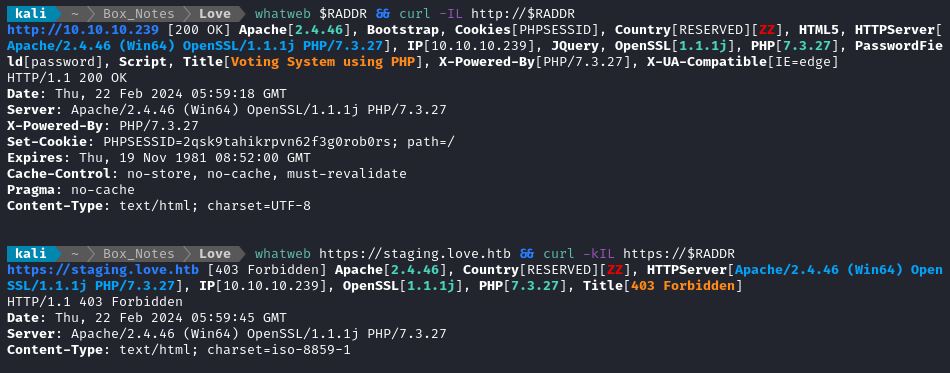 kali ~ Box_Notes Love whatweb $RADDR && curl -IL http://$RADDR
http://10.10.10.239 [200 OK] Apache[2.4.46], Bootstrap, Cookies[PHPSESSID], Country[RESERVED][ZZ], HTML5, HTTPServer[
Apache/2.4.46 (Win64) OpenSSL/1.1.1j PHP/7.3.27], IP[10.10.10.239], JQuery, OpenSSL[1.1.1j], PHP[7.3.27], PasswordFie
ld[password], Script, Title[Voting System using PHP], X-Powered-By[PHP/7.3.27], X-UA-Compatible[IE=edge]
HTTP/1.1 200 OK
Date: Thu, 22 Feb 2024 05:59:18 GMT
Server: Apache/2.4.46 (Win64) OpenSSL/1.1.1j PHP/7.3.27
X-Powered-By: PHP/7.3.27
Set-Cookie: PHPSESSID=2qsk9tahikrpvn62f3g0rob0rs; path=/
Expires: Thu, 19 Nov 1981 08:52:00 GMT
Cache-Control: no-store, no-cache, must-revalidate
Pragma: no-cache
Content-Type: text/html; charset=UTF-8
kali ~ Box_Notes Love whatweb https://staging.love.htb && curl -kIL https://$RADDR
https://staging.love.htb [403 Forbidden] Apache[2.4.46], Country[RESERVED][ZZ], HTTPServer[Apache/2.4.46 (Win64) Open
SSL/1.1.1j PHP/7.3.27], IP[10.10.10.239], OpenSSL[1.1.1j], PHP[7.3.27], Title[403 Forbidden]
HTTP/1.1 403 Forbidden
Date: Thu, 22 Feb 2024 05:59:45 GMT
Server: Apache/2.4.46 (Win64) OpenSSL/1.1.1j PHP/7.3.27
Content-Type: text/html; charset=iso-8859-1